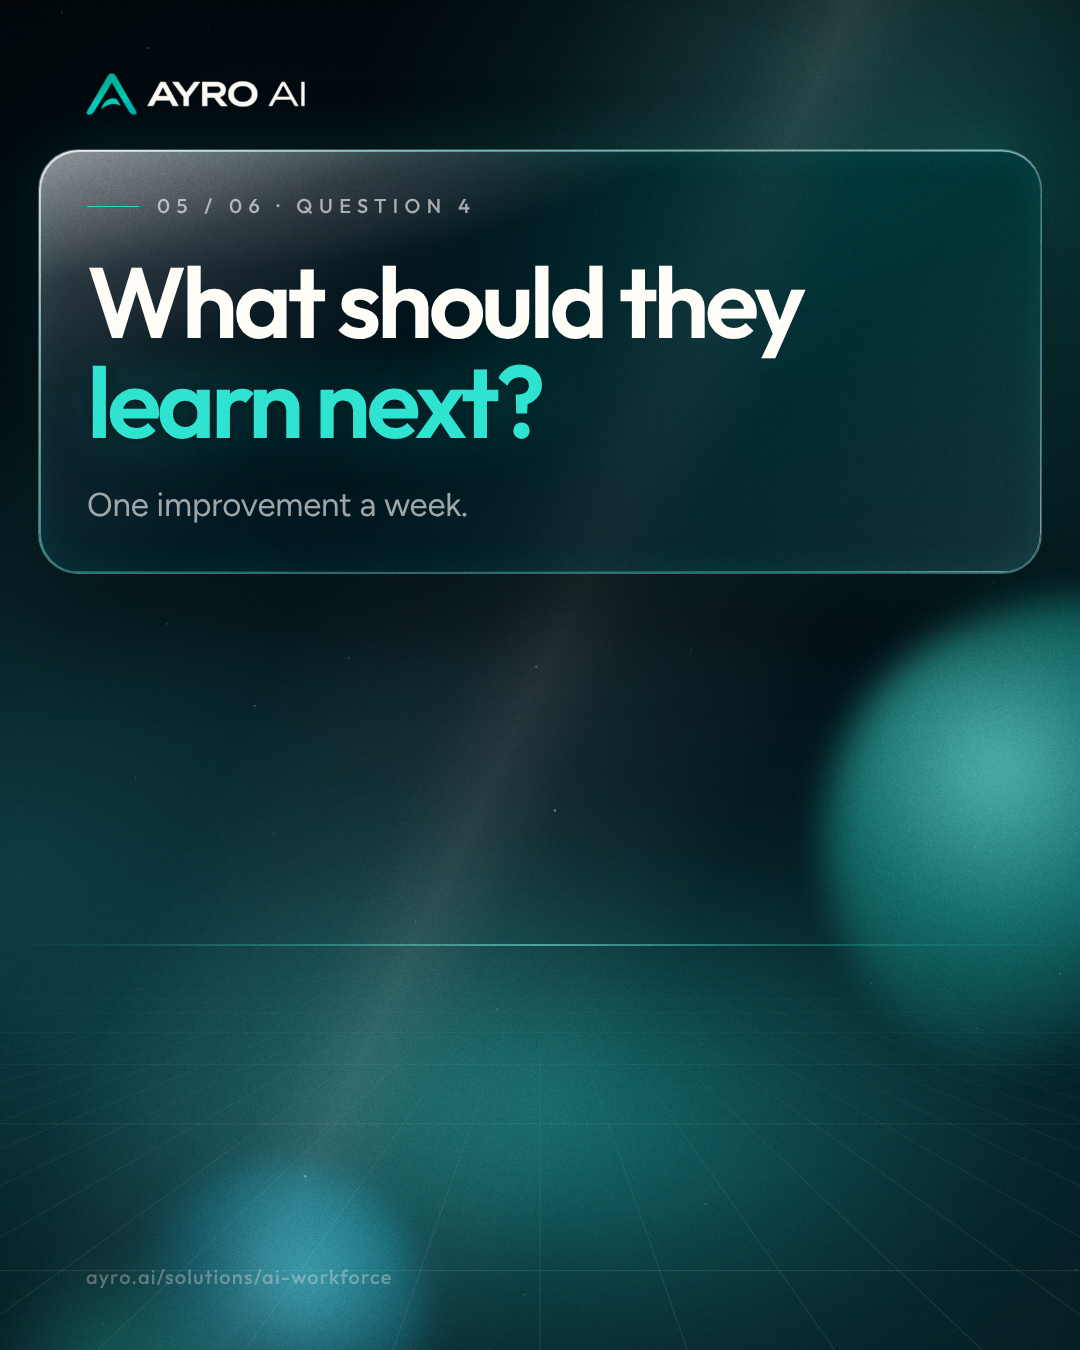 AYRO AI
05 / 06 · QUESTION 4
What should they
learn next?
One improvement a week.
ayro.ai/solutions/ai-workforce